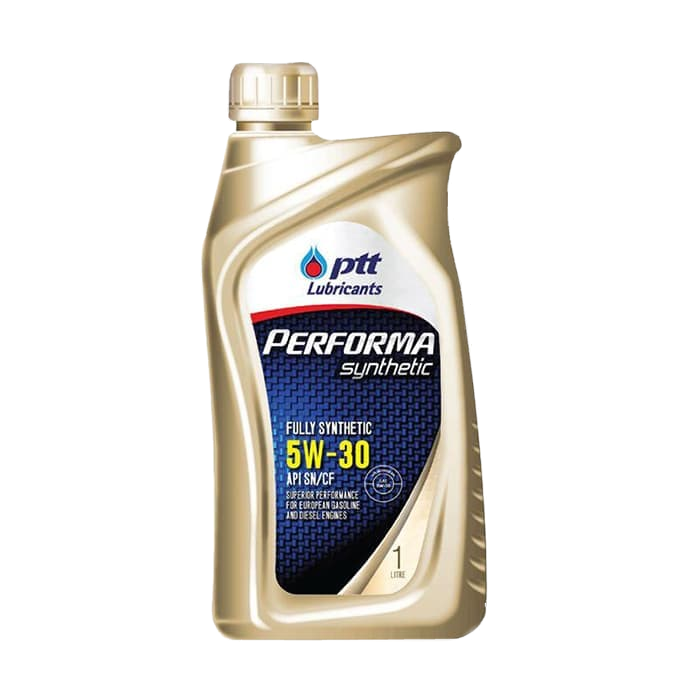 ptt
Lubricants
PERFORMA
synthetic
FULLY SYNTHETIC
5W-30
API SN/CF
SUPERIOR PERFORMANCE
FOR EUROPEAN GASOLINE
AND DIESEL ENGINES
1
LITRE